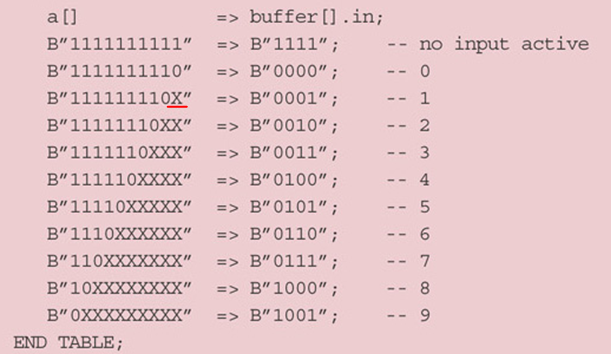 a[] => buffer[].in;
B″1111111111″ => B″1111″; -- no input active
B″1111111110″ => B″0000″; -- 0
B″111111110X″ => B″0001″; -- 1
B″11111110XX″ => B″0010″; -- 2
B″1111110XXX″ => B″0011″; -- 3
B″111110XXXX″ => B″0100″; -- 4
B″11110XXXXX″ => B″0101″; -- 5
B″1110XXXXXX″ => B″0110″; -- 6
B″110XXXXXXX″ => B″0111″; -- 7
B″10XXXXXXXX″ => B″1000″; -- 8
B″0XXXXXXXXX″ => B″1001″; -- 9
END TABLE;